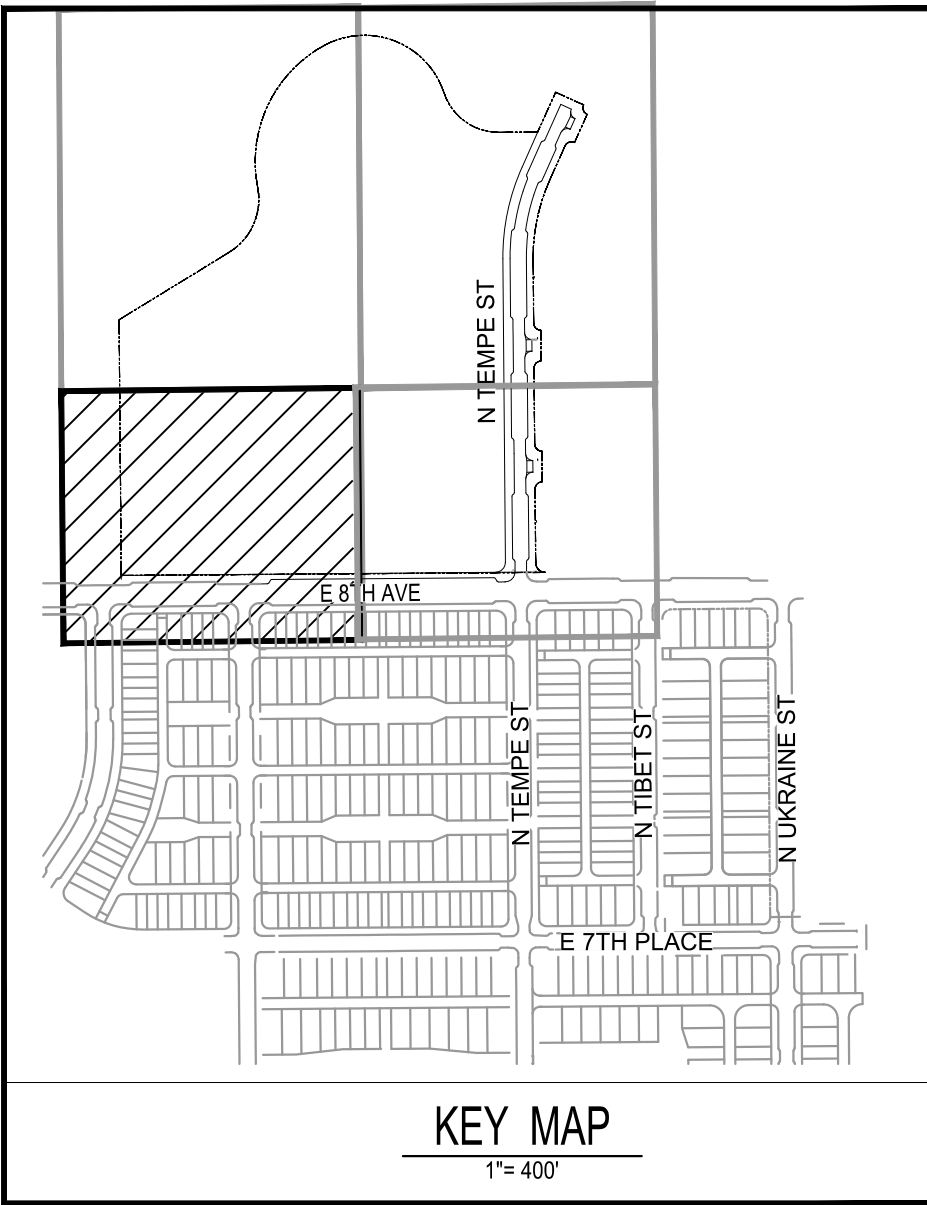 N TEMPE ST
E 8TH AVE
N TEMPE ST
N TIBET ST
N UKRAINE ST
E 7TH PLACE
KEY MAP
1"= 400'